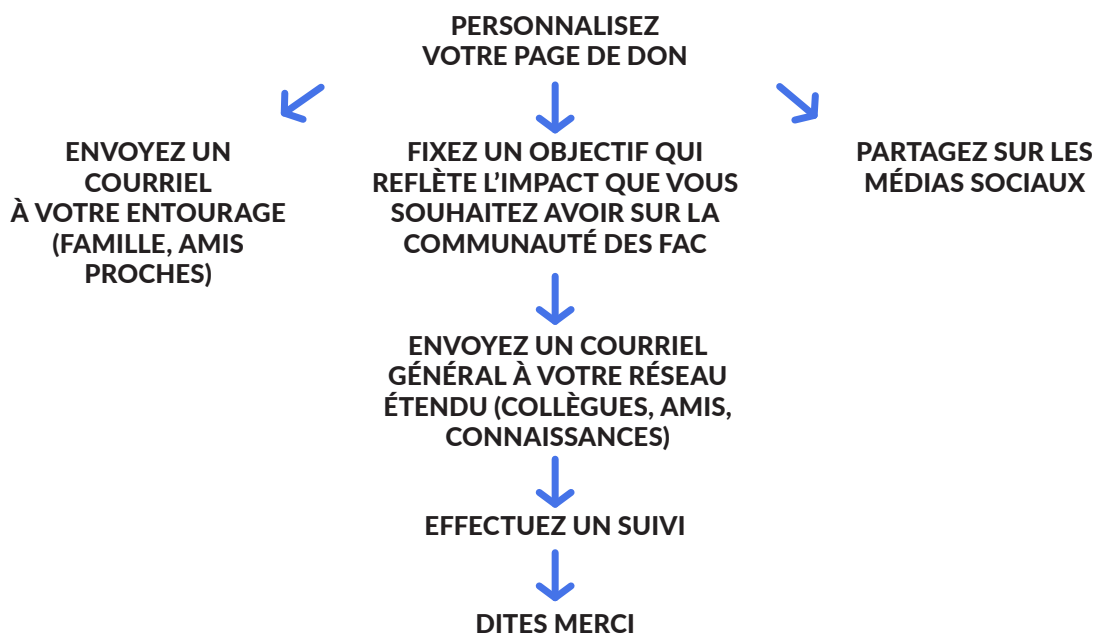 PERSONNALISEZ
VOTRE PAGE DE DON
ENVOYEZ UN
COURRIEL
À VOTRE ENTOURAGE
(FAMILLE, AMIS
PROCHES)
FIXEZ UN OBJECTIF QUI
REFLÈTE L’IMPACT QUE VOUS
SOUHAITEZ AVOIR SUR LA
COMMUNAUTÉ DES FAC
PARTAGEZ SUR LES
MÉDIAS SOCIAUX
ENVOYEZ UN COURRIEL
GÉNÉRAL À VOTRE RÉSEAU
ÉTENDU (COLLÈGUES, AMIS,
CONNAISSANCES)
EFFECTUEZ UN SUIVI
DITES MERCI